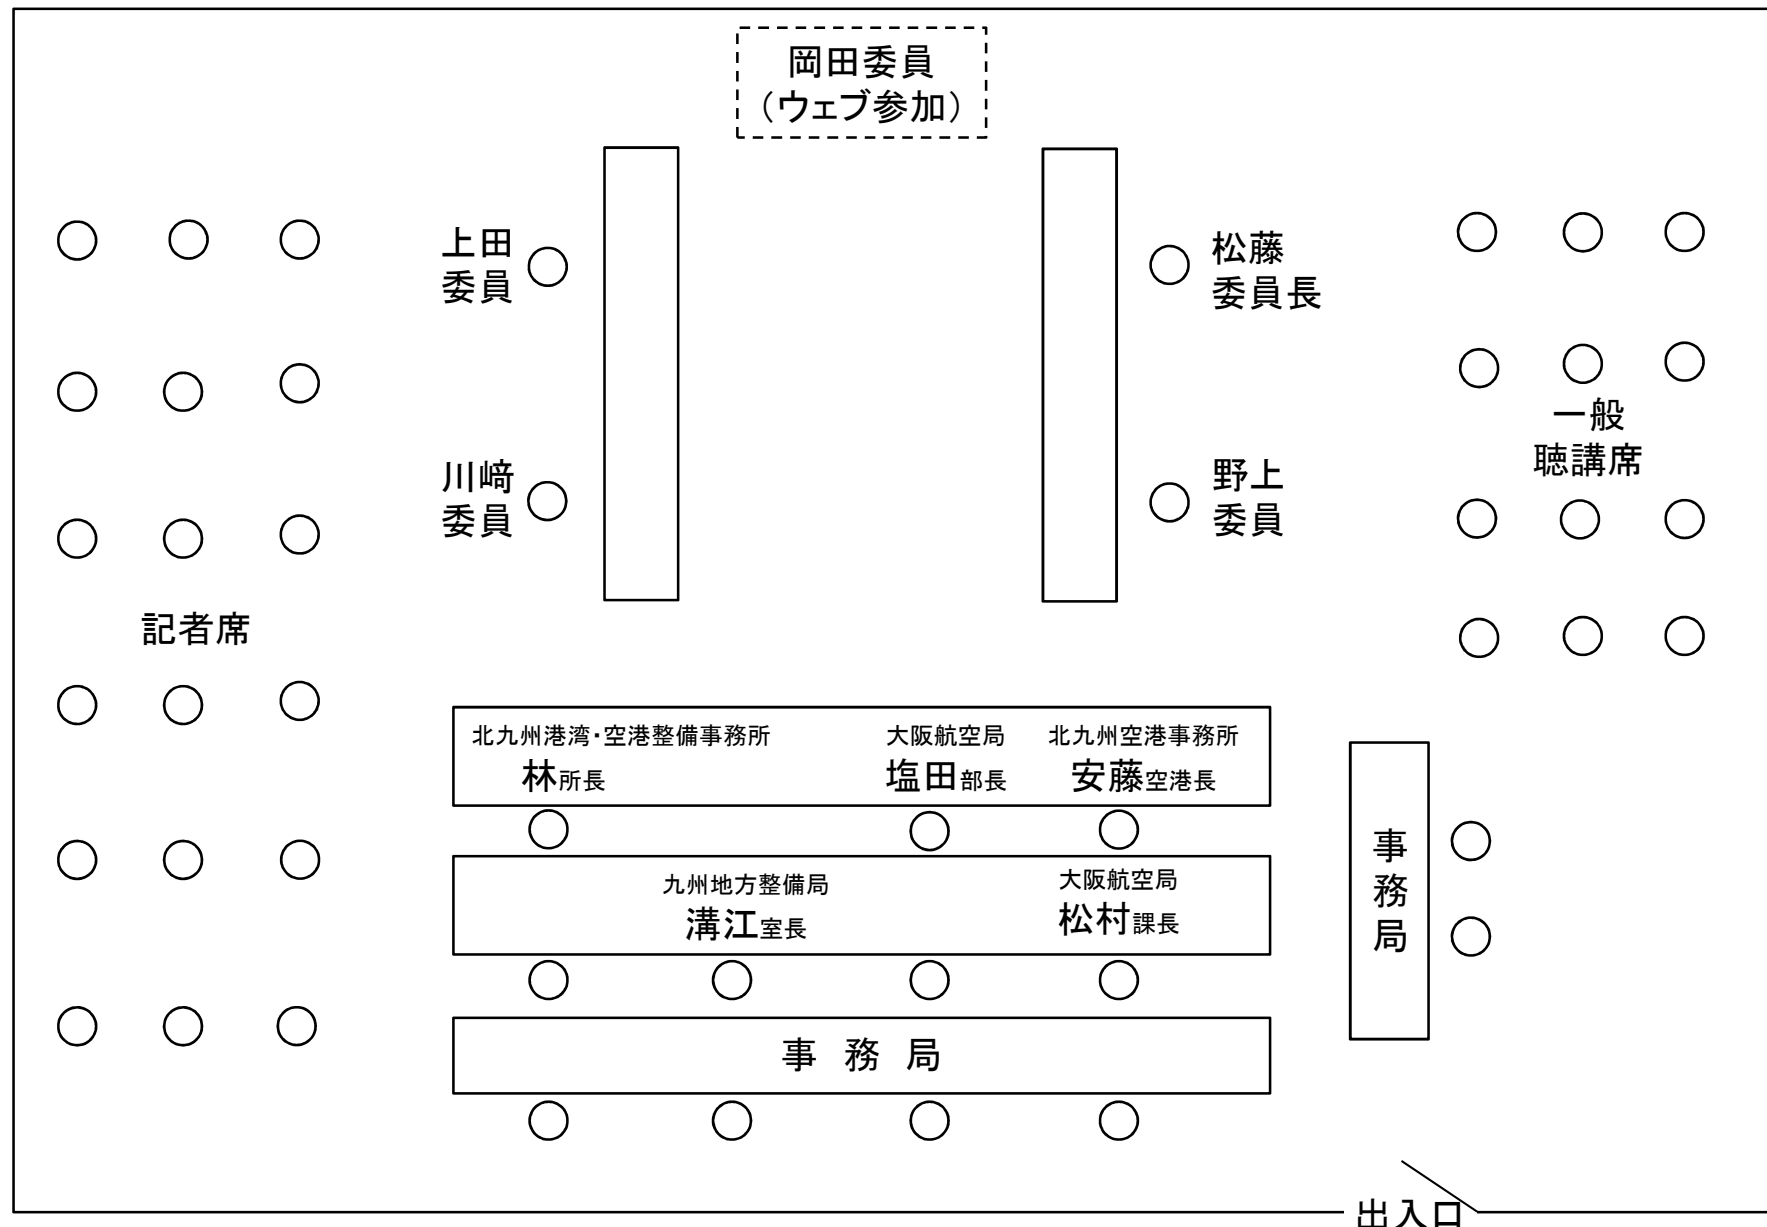 岡田委員
（ウェブ参加）
上田
委員
松藤
委員長
川﨑
委員
野上
委員
一般
聴講席
記者席
北九州港湾・空港整備事務所
林所長
大阪航空局
塩田部長
北九州空港事務所
安藤空港長
九州地方整備局
溝江室長
大阪航空局
松村課長
事務局
事務局
出入口